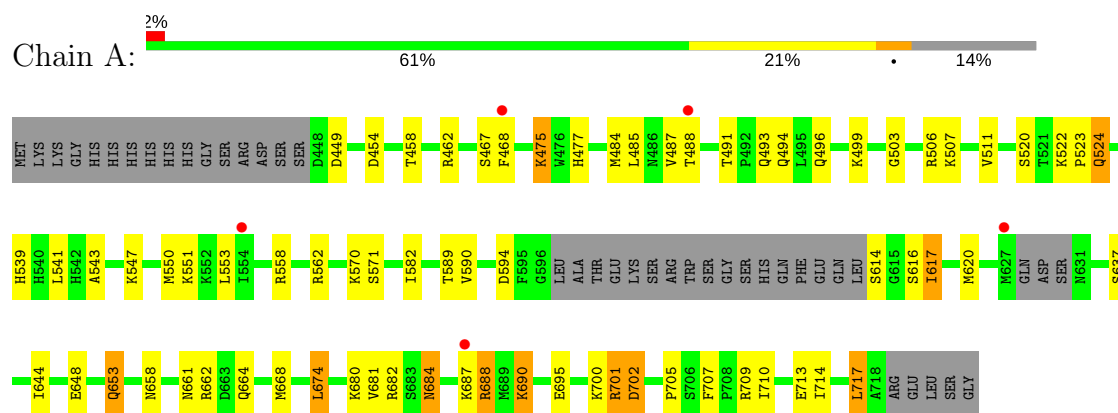 2%
Chain A:
61% 21% • 14%
MET LYS LYS GLY HIS HIS HIS HIS HIS HIS GLY SER ARG ASP SER SER D448 D449 D454 T458 R462 S467 F468 K475 W476 H477 M484 L485 N486 V487 T488 T491 P492 Q493 Q494 L495 Q496 K499 G503 R506 K507 V511 S520 T521 K522 P523 Q524
H539 H540 L541 H542 A543 K547 M550 K551 K552 L553 I554 R558 R562 K570 S571 I582 T589 V590 D594 F595 G596 LEU ALA THR GLU LYS SER ARG TRP SER GLY SER HIS GLN PHE GLU GLN LEU S614 G615 S616 I617 M620 M627 GLN ASP SER N631 S637
I644 E648 Q653 N658 N661 R662 D663 Q664 M668 L674 K680 V681 R682 S683 N684 K687 R688 M689 K690 E695 K700 R701 D702 P705 S706 F707 P708 R709 I710 E713 I714 L717 A718 ARG GLU LEU SER GLY